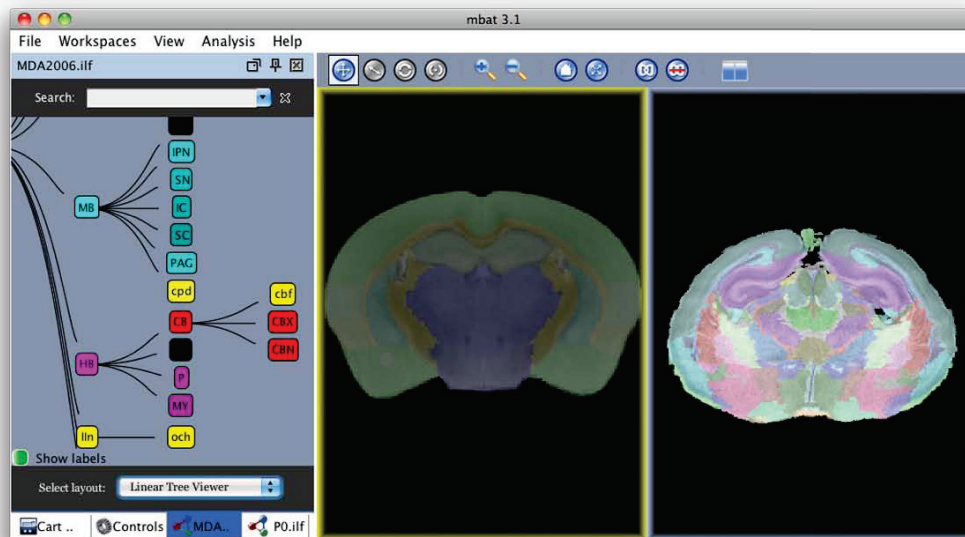 mbat 3.1
File Workspaces View Analysis Help
MDA2006.ilf
Search:
IPN
SN
MB
IC
SC
PAG
cpd
cbf
CB
CBX
CBN
HB
P
MY
IIn
och
Show labels
Select layout: Linear Tree Viewer
Cart .. Controls MDA.. P0.ilf